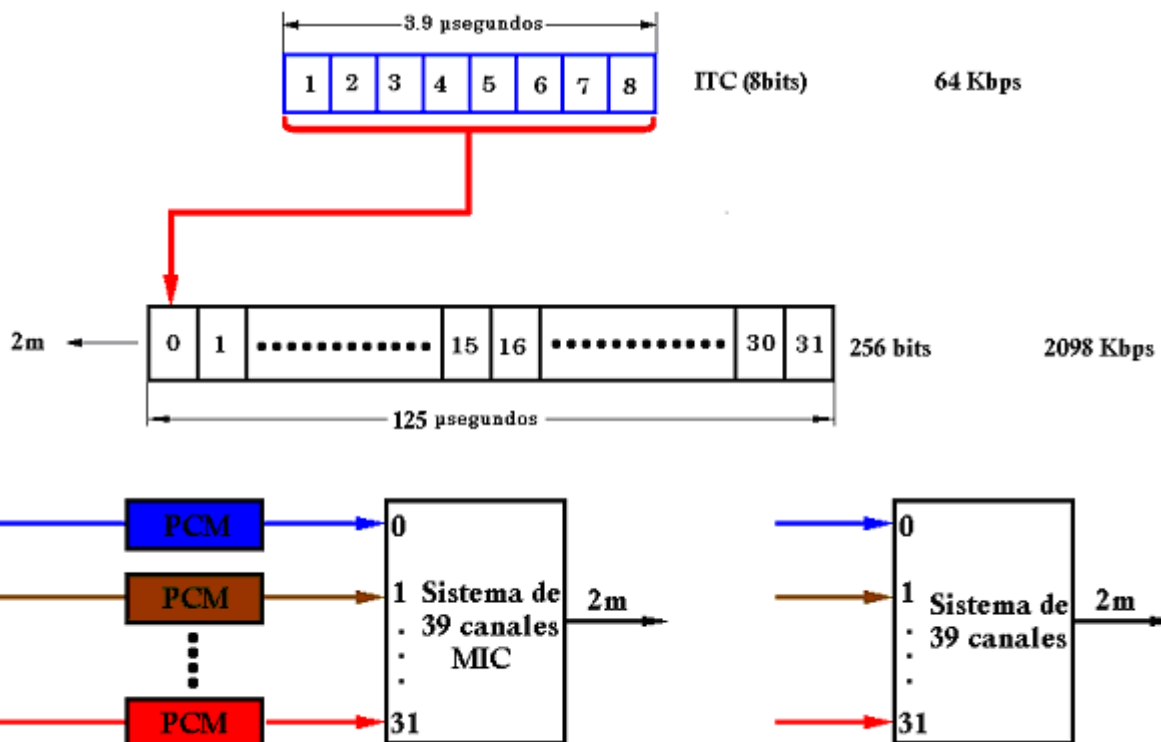 3.9 µsegundos
1 2 3 4 5 6 7 8
ITC (8bits) 64 Kbps
2m 0 1 15 16 30 31 256 bits 2098 Kbps
125 µsegundos
PCM 0 0
PCM 1 Sistema de 2m 1 Sistema de 2m
39 canales 39 canales
MIC
PCM 31 31